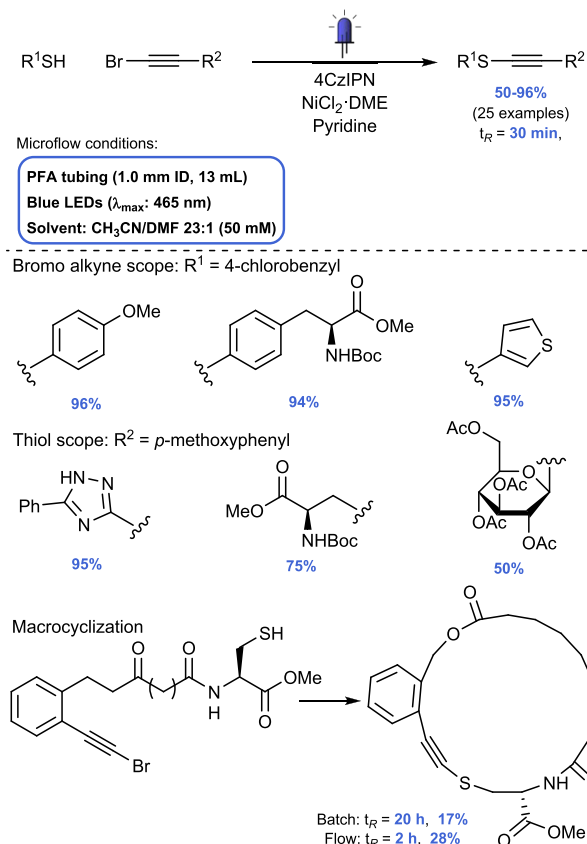 R¹SH Br R² R¹S R²
4CzIPN
NiCl₂·DME
Pyridine
50-96%
(25 examples)
t_R = 30 min,
Microflow conditions:
PFA tubing (1.0 mm ID, 13 mL)
Blue LEDs (λmax: 465 nm)
Solvent: CH₃CN/DMF 23:1 (50 mM)
Bromo alkyne scope: R¹ = 4-chlorobenzyl
OMe
O
OMe
NHBoc
S
96% 94% 95%
Thiol scope: R² = p-methoxyphenyl
HN N
Ph
N
O
MeO
NHBoc
AcO
O
OAc
OAc
OAc
95% 75% 50%
Macrocyclization
O O
N
H
SH
OMe
O
Br
O
O
S
NH
O
OMe
Batch: t_R = 20 h, 17%
Flow: t_R = 2 h, 28%